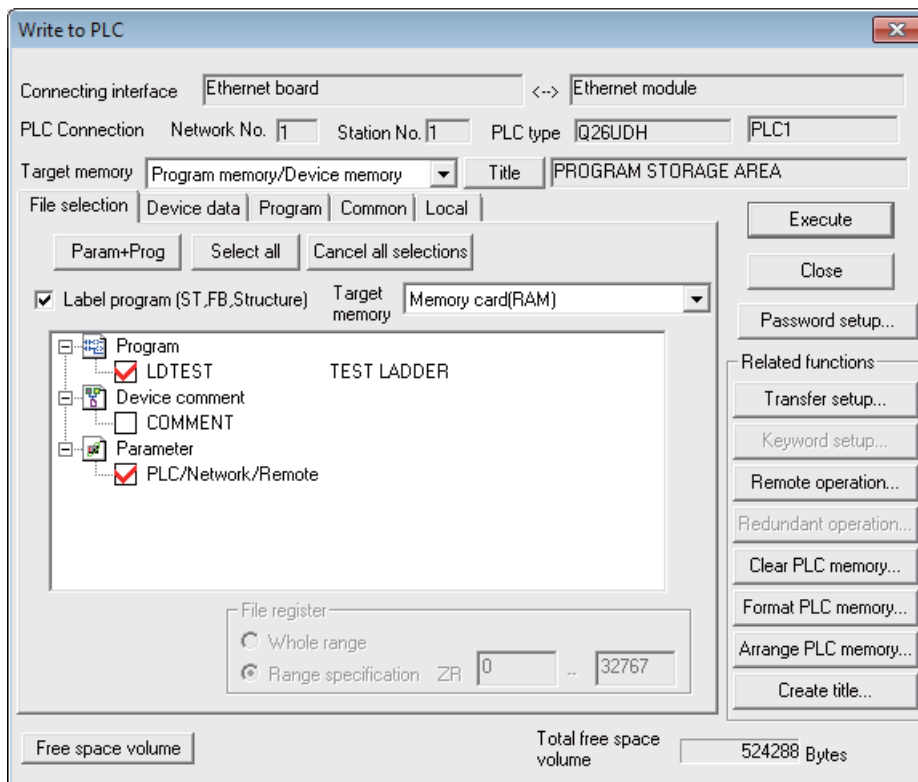 Write to PLC
Connecting interface Ethernet board <--> Ethernet module
PLC Connection Network No. 1 Station No. 1 PLC type Q26UDH PLC1
Target memory Program memory/Device memory Title PROGRAM STORAGE AREA
File selection Device data Program Common Local
Execute
Param+Prog Select all Cancel all selections
Close
Label program (ST,FB,Structure) Target memory Memory card(RAM)
Password setup...
Program
LDTEST TEST LADDER
Device comment
COMMENT
Parameter
PLC/Network/Remote
Related functions
Transfer setup...
Keyword setup...
Remote operation...
Redundant operation...
Clear PLC memory...
Format PLC memory...
Arrange PLC memory...
Create title...
File register
Whole range
Range specification ZR 0 .. 32767
Free space volume
Total free space volume 524288 Bytes